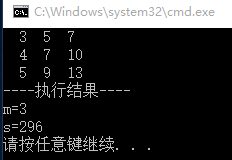 C:\Windows\system32\cmd.exe
3 5 7
4 7 10
5 9 13
----执行结果----
m=3
s=296
请按任意键继续. . .